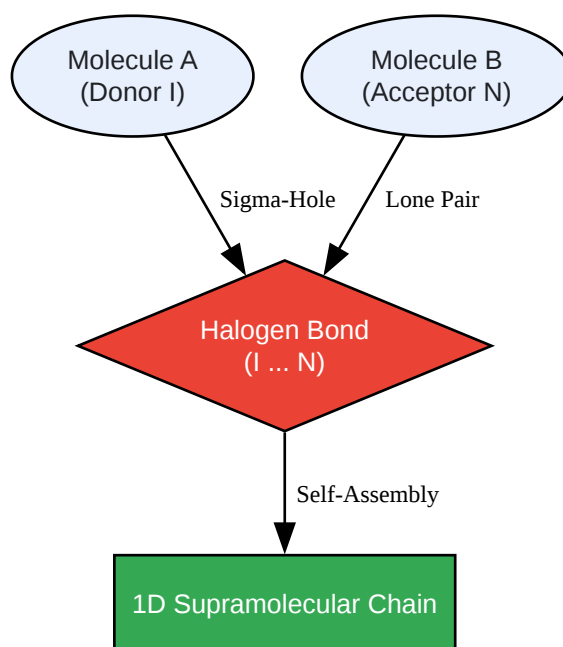 Molecule A
(Donor I)
Molecule B
(Acceptor N)
Sigma-Hole
Lone Pair
Halogen Bond
(I ... N)
Self-Assembly
1D Supramolecular Chain